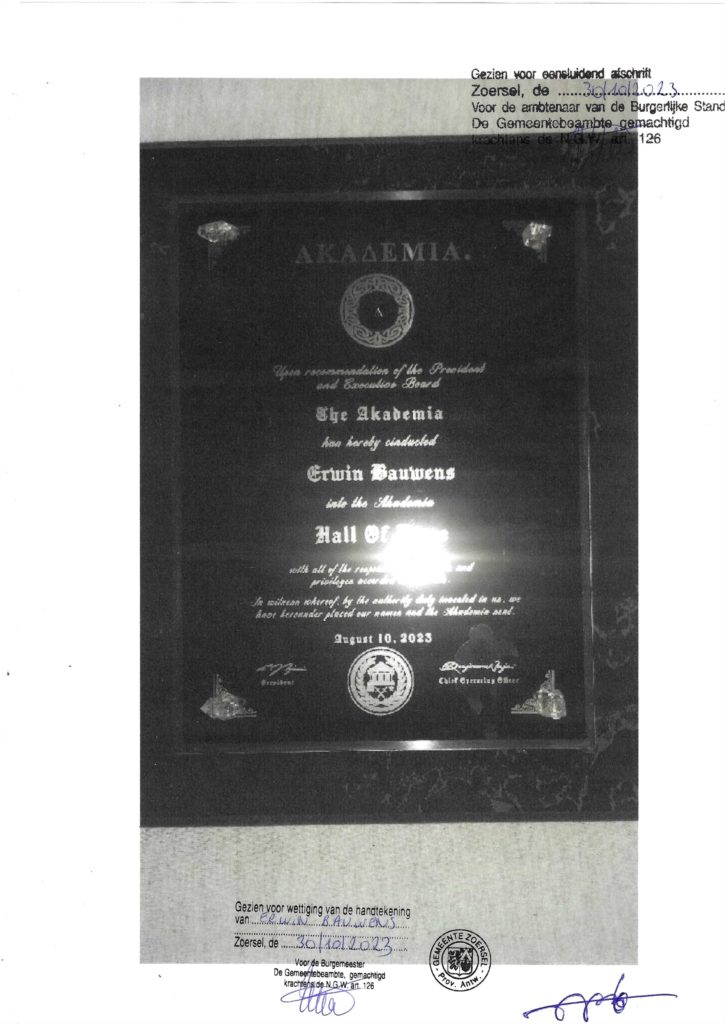 Gezien voor eensluidend afschrift
Zoersel, de ......30/10/2023............
Voor de ambtenaar van de Burgerlijke Stand
De Gemeentebeambte gemachtigd
krachtens de N.G.W. art. 126
ΑΚΑΔΕΜΙΑ.
A
Upon recommendation of the President
and Executive Board
The Akademia
has hereby inducted
Erwin Bauwens
into the Akademia
Hall Of
with all of the and
privileges
In witness whereof, by the authority duly invested in us, we
have hereunder placed our names and the Akademia seal.
August 10, 2023
President
Chief Executive Officer
Gezien voor wettiging van de handtekening
van ...ERWIN BAUWENS...
Zoersel, de ....30/10/2023....
Voor de Burgemeester
De Gemeentebeambte, gemachtigd
krachtens de N.G.W. art. 126
GEMEENTE ZOERSEL
Prov. Antw.